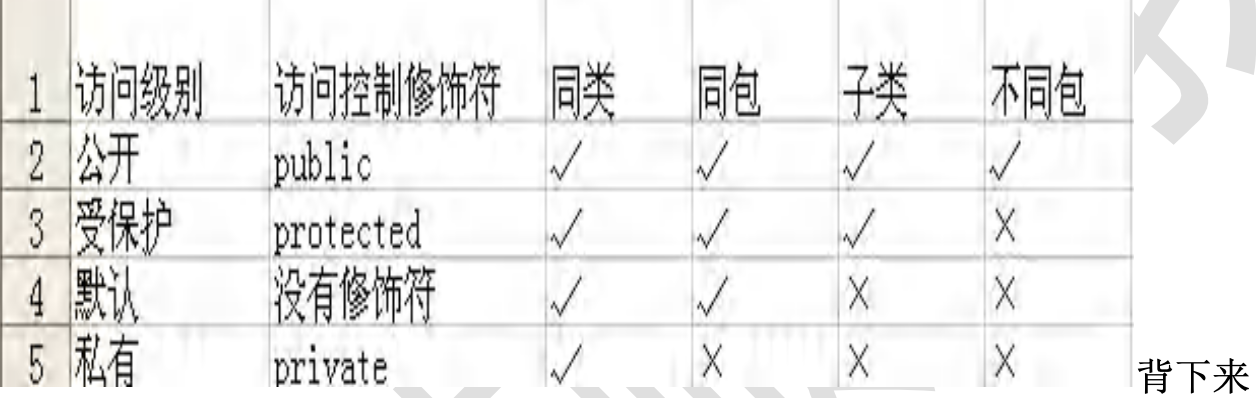 1 访问级别 访问控制修饰符 同类 同包 子类 不同包
2 公开 public √ √ √ √
3 受保护 protected √ √ √ ×
4 默认 没有修饰符 √ √ × ×
5 私有 private √ × × ×
背下来